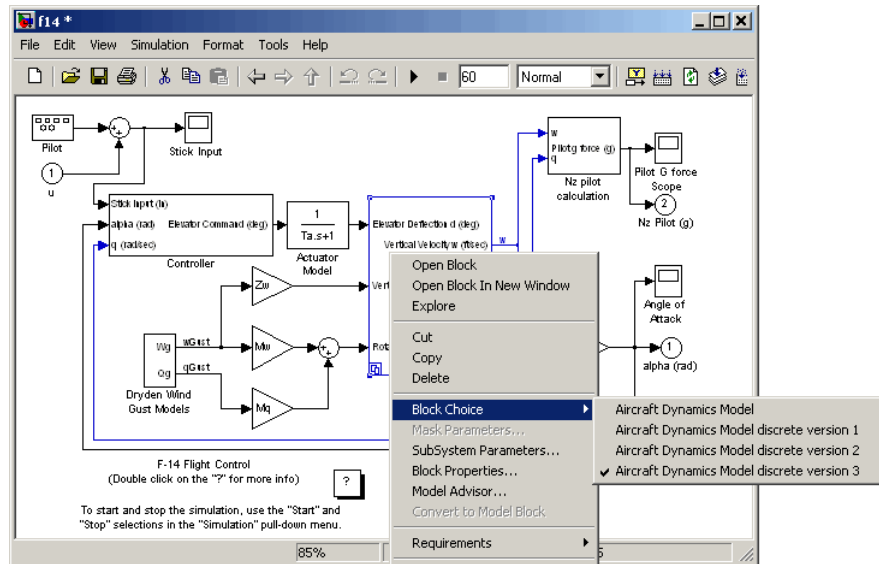 f14 *
File Edit View Simulation Format Tools Help
60 Normal
Pilot
Stick Input
1
u
Stick Input (in)
alpha (rad) Elevator Command (deg)
q (rad/sec)
Controller
1
Ta.s+1
Actuator
Model
Elevator Deflection d (deg)
Vertical Velocity w (ft/sec)
w
w
Pilot g force (g)
q
Nz pilot
calculation
Pilot G force
Scope
2
Nz Pilot (g)
Zw
Mw
Mq
Wg wGust
Qg qGust
Dryden Wind
Gust Models
Angle of
Attack
1
alpha (rad)
Open Block
Open Block In New Window
Explore
Cut
Copy
Delete
Block Choice
Mask Parameters...
SubSystem Parameters...
Block Properties...
Model Advisor...
Convert to Model Block
Requirements
Aircraft Dynamics Model
Aircraft Dynamics Model discrete version 1
Aircraft Dynamics Model discrete version 2
Aircraft Dynamics Model discrete version 3
F-14 Flight Control
(Double click on the "?" for more info)
?
To start and stop the simulation, use the "Start" and
"Stop" selections in the "Simulation" pull-down menu.
85%